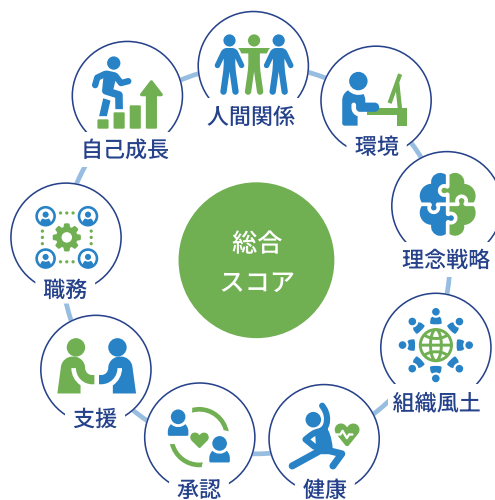 人間関係
自己成長
環境
総合
スコア
理念戦略
職務
組織風土
支援
承認
健康